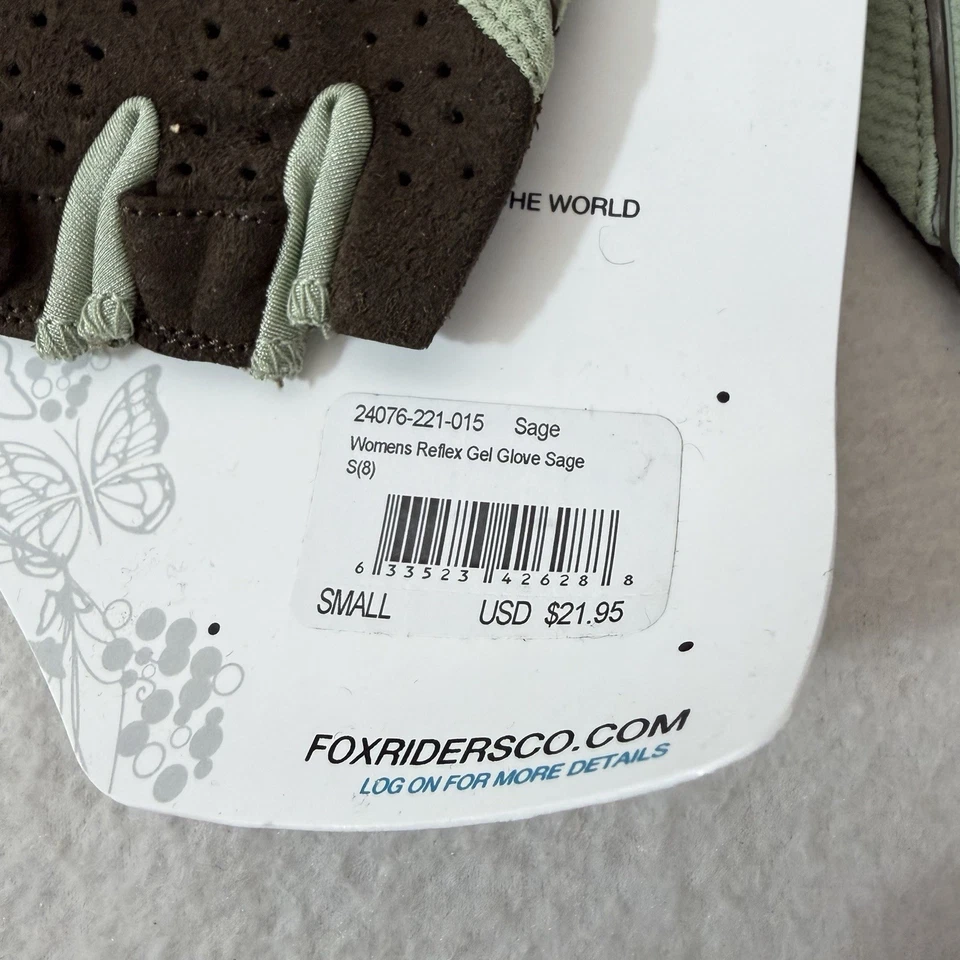 HE WORLD
24076-221-015 Sage
Womens Reflex Gel Glove Sage
S(8)
6 33523 42628 8
SMALL USD $21.95
FOXRIDERSCO.COM
LOG ON FOR MORE DETAILS